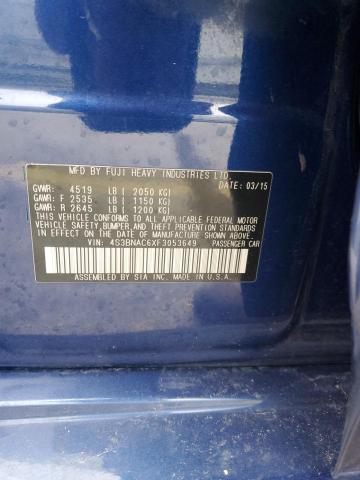 MFD BY FUJI HEAVY INDUSTRIES LTD.
DATE: 03/15
GVWR: 4519 LB ( 2050 KG)
GAWR: F 2535 LB ( 1150 KG)
GAWR: R 2645 LB ( 1200 KG)
THIS VEHICLE CONFORMS TO ALL APPLICABLE FEDERAL MOTOR
VEHICLE SAFETY, BUMPER, AND THEFT PREVENTION STANDARDS
IN EFFECT ON THE DATE OF MANUFACTURE SHOWN ABOVE.
VIN: 4S3BNAC6XF3053649 PASSENGER CAR
ASSEMBLED BY SIA INC. MADE IN U.S.A.